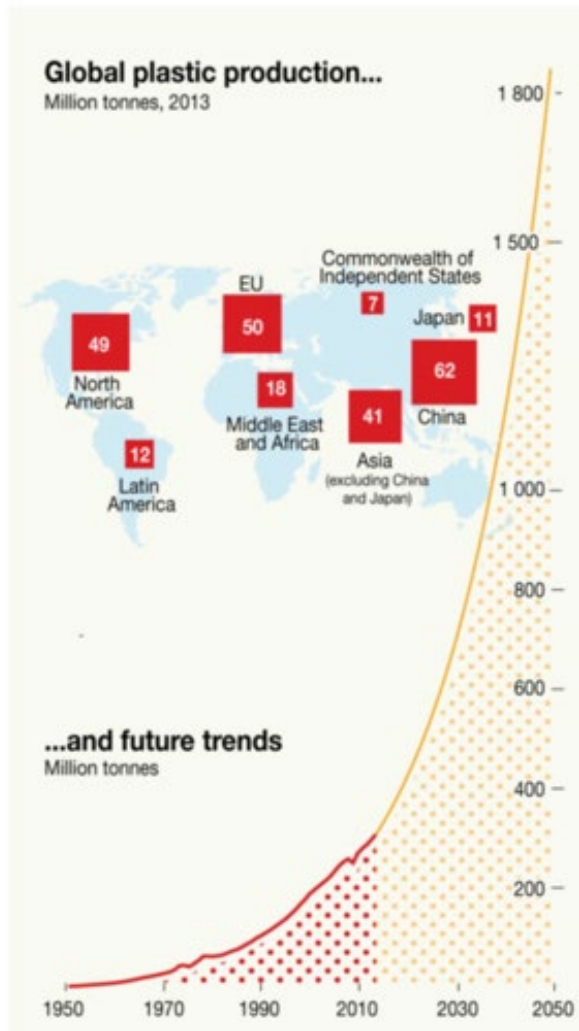 Global plastic production...
Million tonnes, 2013
1 800
1 500
Commonwealth of
Independent States
7
EU
50
Japan 11
49
North
America
62
China
18
Middle East
and Africa
41
Asia
(excluding China
and Japan)
12
Latin
America
1 000
800
600
...and future trends
Million tonnes
400
200
1950 1970 1990 2010 2030 2050